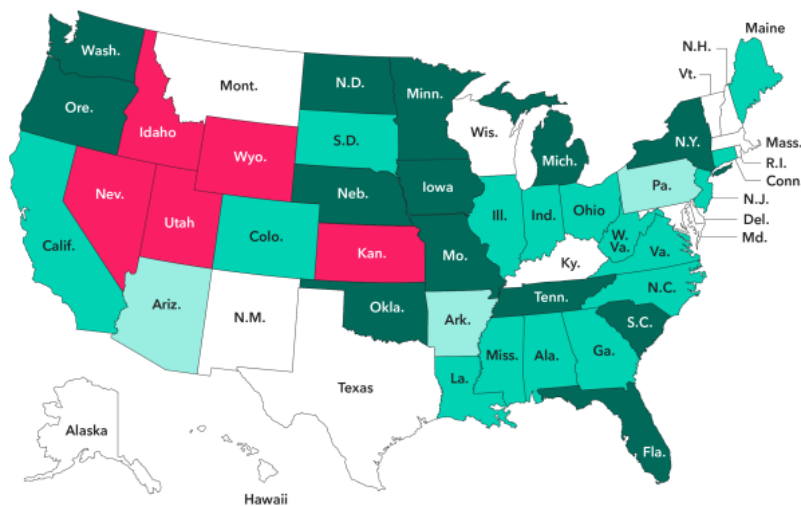 Maine
N.H.
Vt.
Wash.
Mont.
N.D.
Minn.
Ore.
Idaho
S.D.
Wis.
N.Y.
Mass.
Wyo.
Mich.
R.I.
Conn.
Pa.
Neb.
Iowa
N.J.
Nev.
Ill.
Ind.
Ohio
Del.
Utah
Colo.
W.
Va.
Md.
Calif.
Kan.
Mo.
Va.
Ky.
N.C.
Ariz.
Okla.
Tenn.
N.M.
Ark.
S.C.
Miss.
Ala.
Ga.
La.
Texas
Alaska
Fla.
Hawaii